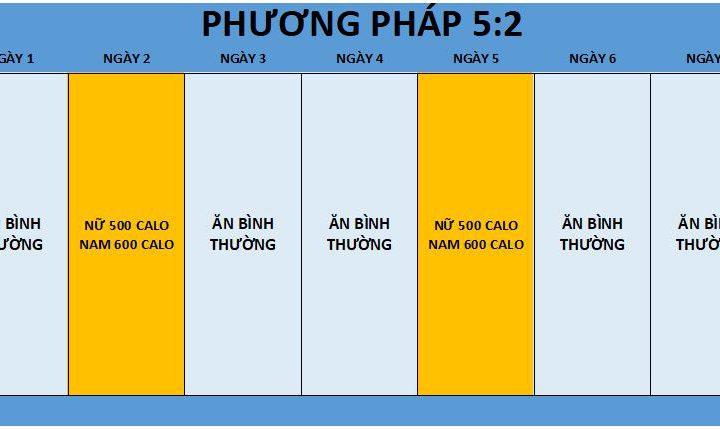 PHƯƠNG PHÁP 5:2
GÀY 1 NGÀY 2 NGÀY 3 NGÀY 4 NGÀY 5 NGÀY 6 NGÀY
BÌNH
ƯỜNG
NỮ 500 CALO
NAM 600 CALO
ĂN BÌNH
THƯỜNG
ĂN BÌNH
THƯỜNG
NỮ 500 CALO
NAM 600 CALO
ĂN BÌNH
THƯỜNG
ĂN BÌ
THƯỜ